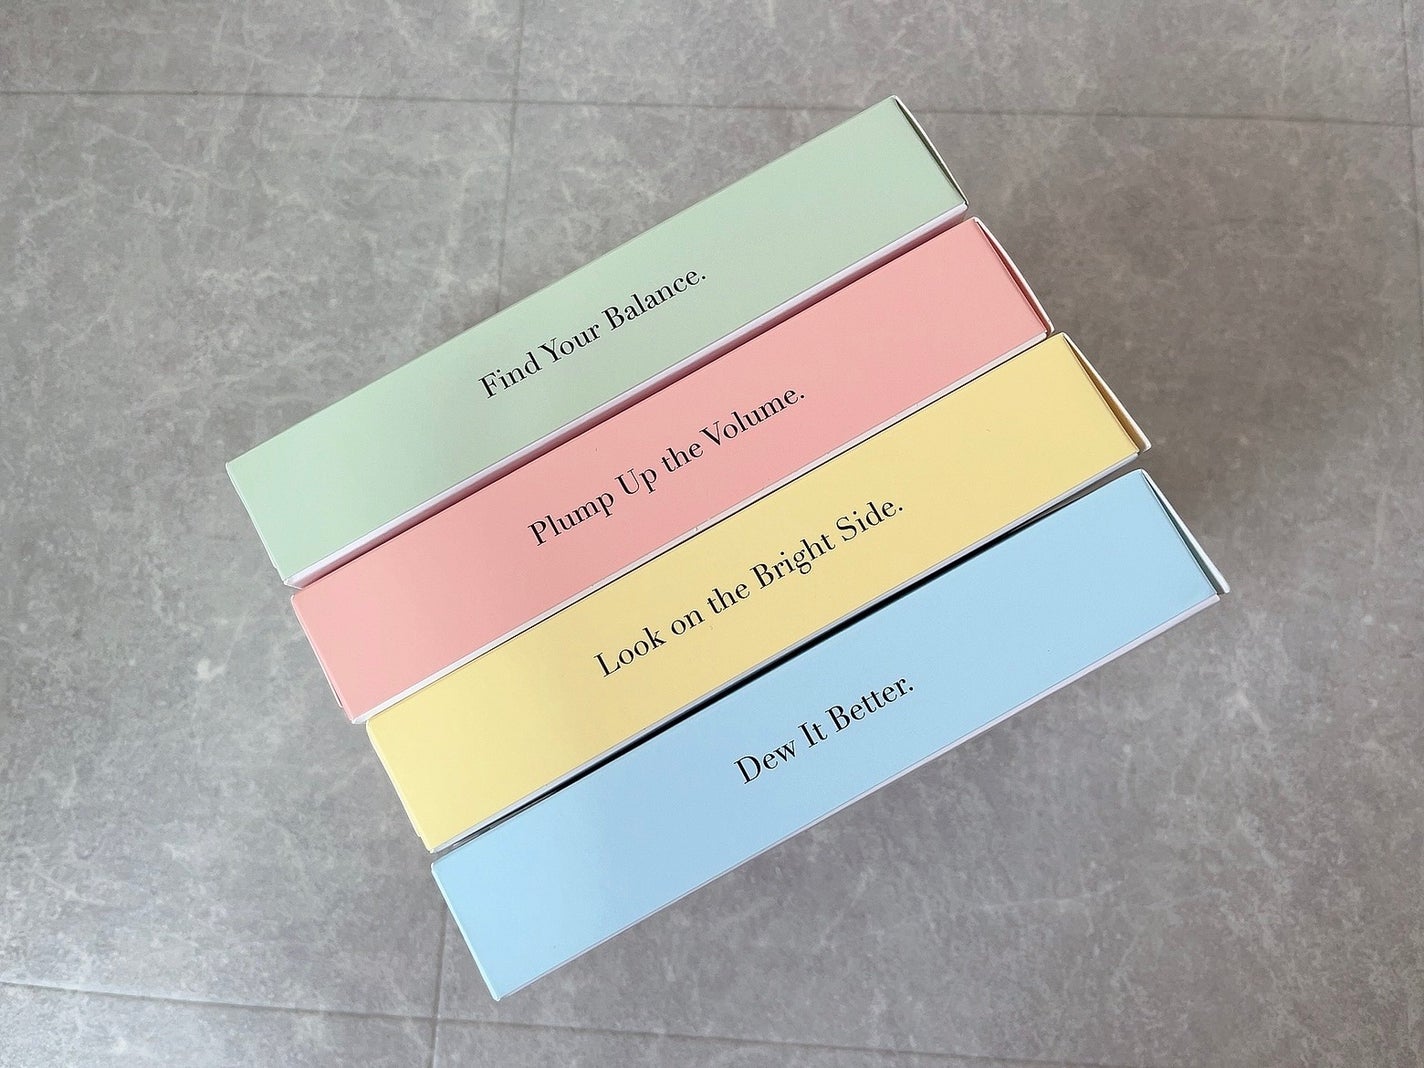 Find Your Balance.
Plump Up the Volume.
Look on the Bright Side.
Dew It Better.